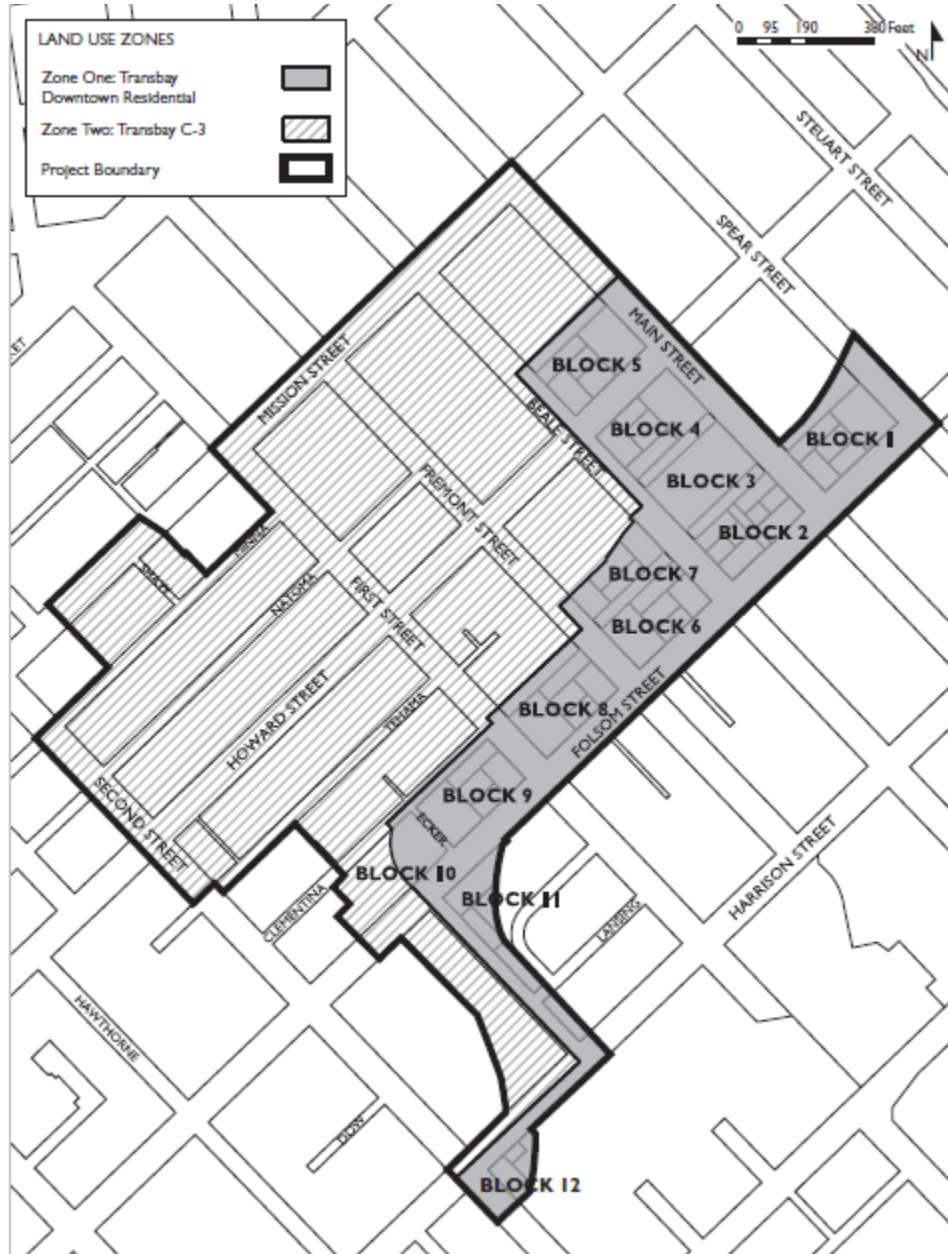 LAND USE ZONES
Zone One: Transbay
Downtown Residential
Zone Two: Transbay C-3
Project Boundary
0 95 190 380 Feet
N
STEUART STREET
SPEAR STREET
MAIN STREET
MISSION STREET
BLOCK 5
BEALE STREET
BLOCK 4
BLOCK 1
FREMONT STREET
BLOCK 3
BLOCK 2
MINNA
NATOMA
FIRST STREET
BLOCK 7
BLOCK 6
HOWARD STREET
TEHAMA
BLOCK 8
FOLSOM STREET
SECOND STREET
BLOCK 9
ECKER
BLOCK 10
BLOCK 11
HARRISON STREET
CLEMENTINA
LANSING
HAWTHORNE
DOW
BLOCK 12